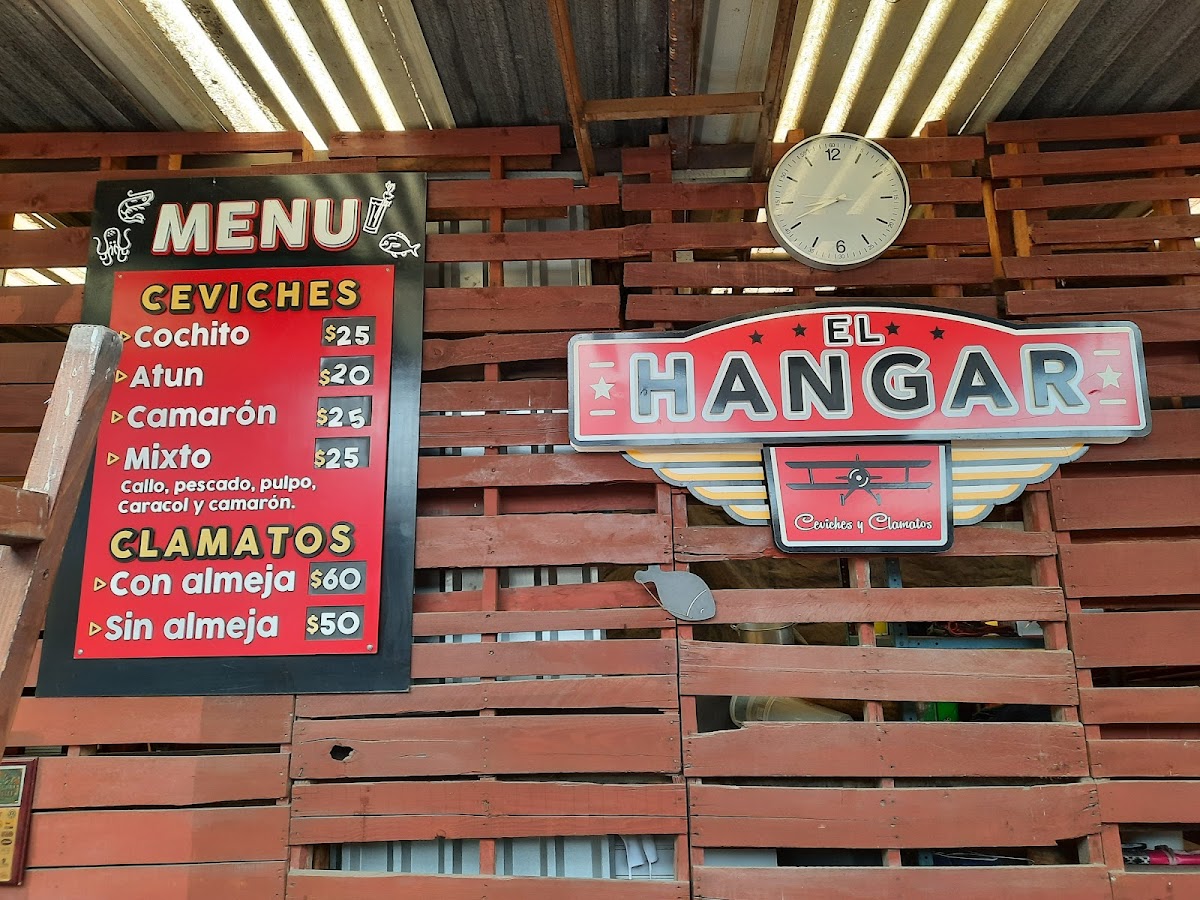 MENU
CEVICHES
Cochito $25
Atun $20
Camarón $25
Mixto $25
Callo, pescado, pulpo,
Caracol y camarón.
CLAMATOS
Con almeja $60
Sin almeja $50
12
6
EL
HANGAR
Ceviches y Clamatos